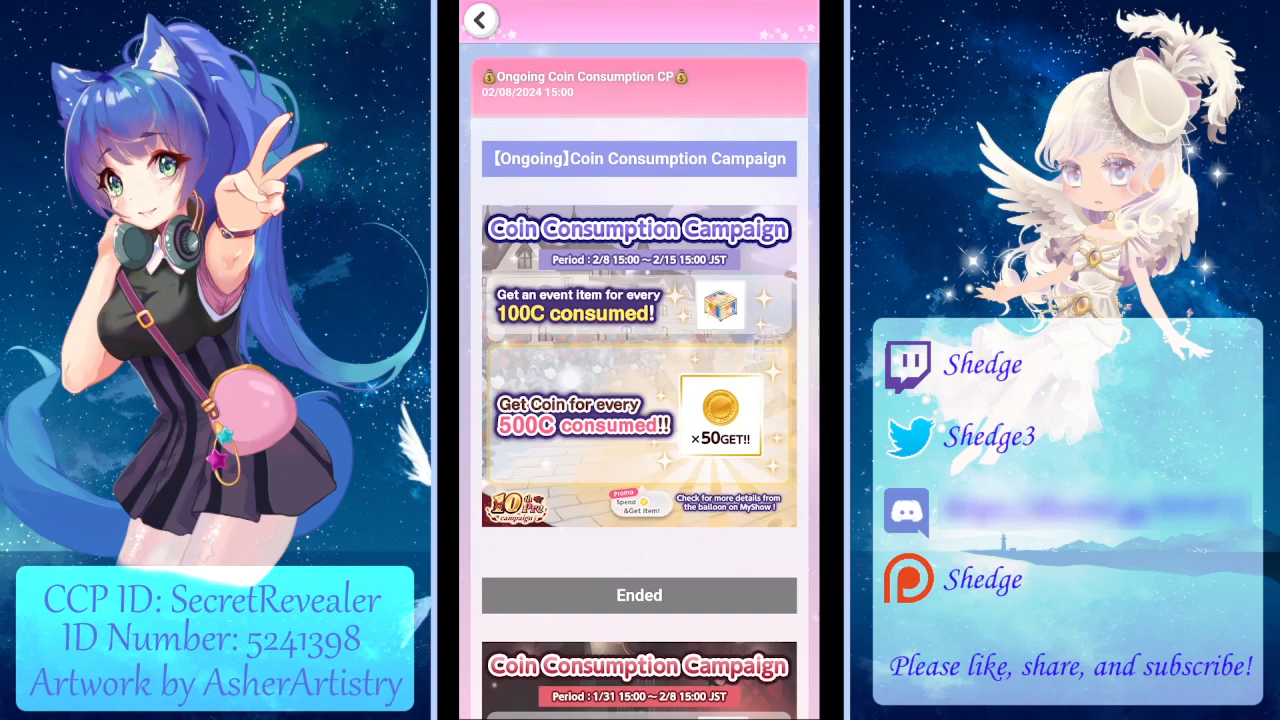 💰Ongoing Coin Consumption CP💰
02/08/2024 15:00
【Ongoing】Coin Consumption Campaign
Coin Consumption Campaign
Period : 2/8 15:00 ~ 2/15 15:00 JST
Get an event item for every
100C consumed!
Get Coin for every
500C consumed!!
×50GET!!
10th Pre
campaign
Promo
Spend
&Get Item!
Check for more details from
the balloon on MyShow !
Ended
Coin Consumption Campaign
Period : 1/31 15:00 ~ 2/8 15:00 JST
CCP ID: SecretRevealer
ID Number: 5241398
Artwork by AsherArtistry
Shedge
Shedge3
Shedge
Please like, share, and subscribe!